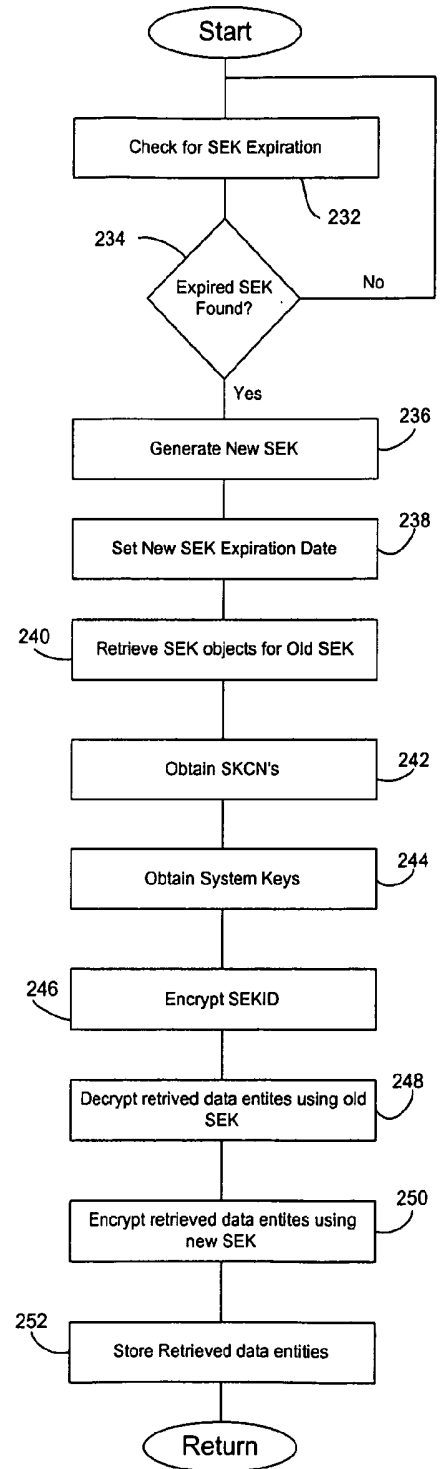 Start
Check for SEK Expiration
232
234
Expired SEK
Found?
No
Yes
236
Generate New SEK
238
Set New SEK Expiration Date
240
Retrieve SEK objects for Old SEK
242
Obtain SKCN's
244
Obtain System Keys
246
Encrypt SEKID
248
Decrypt retrived data entites using old
SEK
250
Encrypt retrieved data entites using
new SEK
252
Store Retrieved data entities
Return